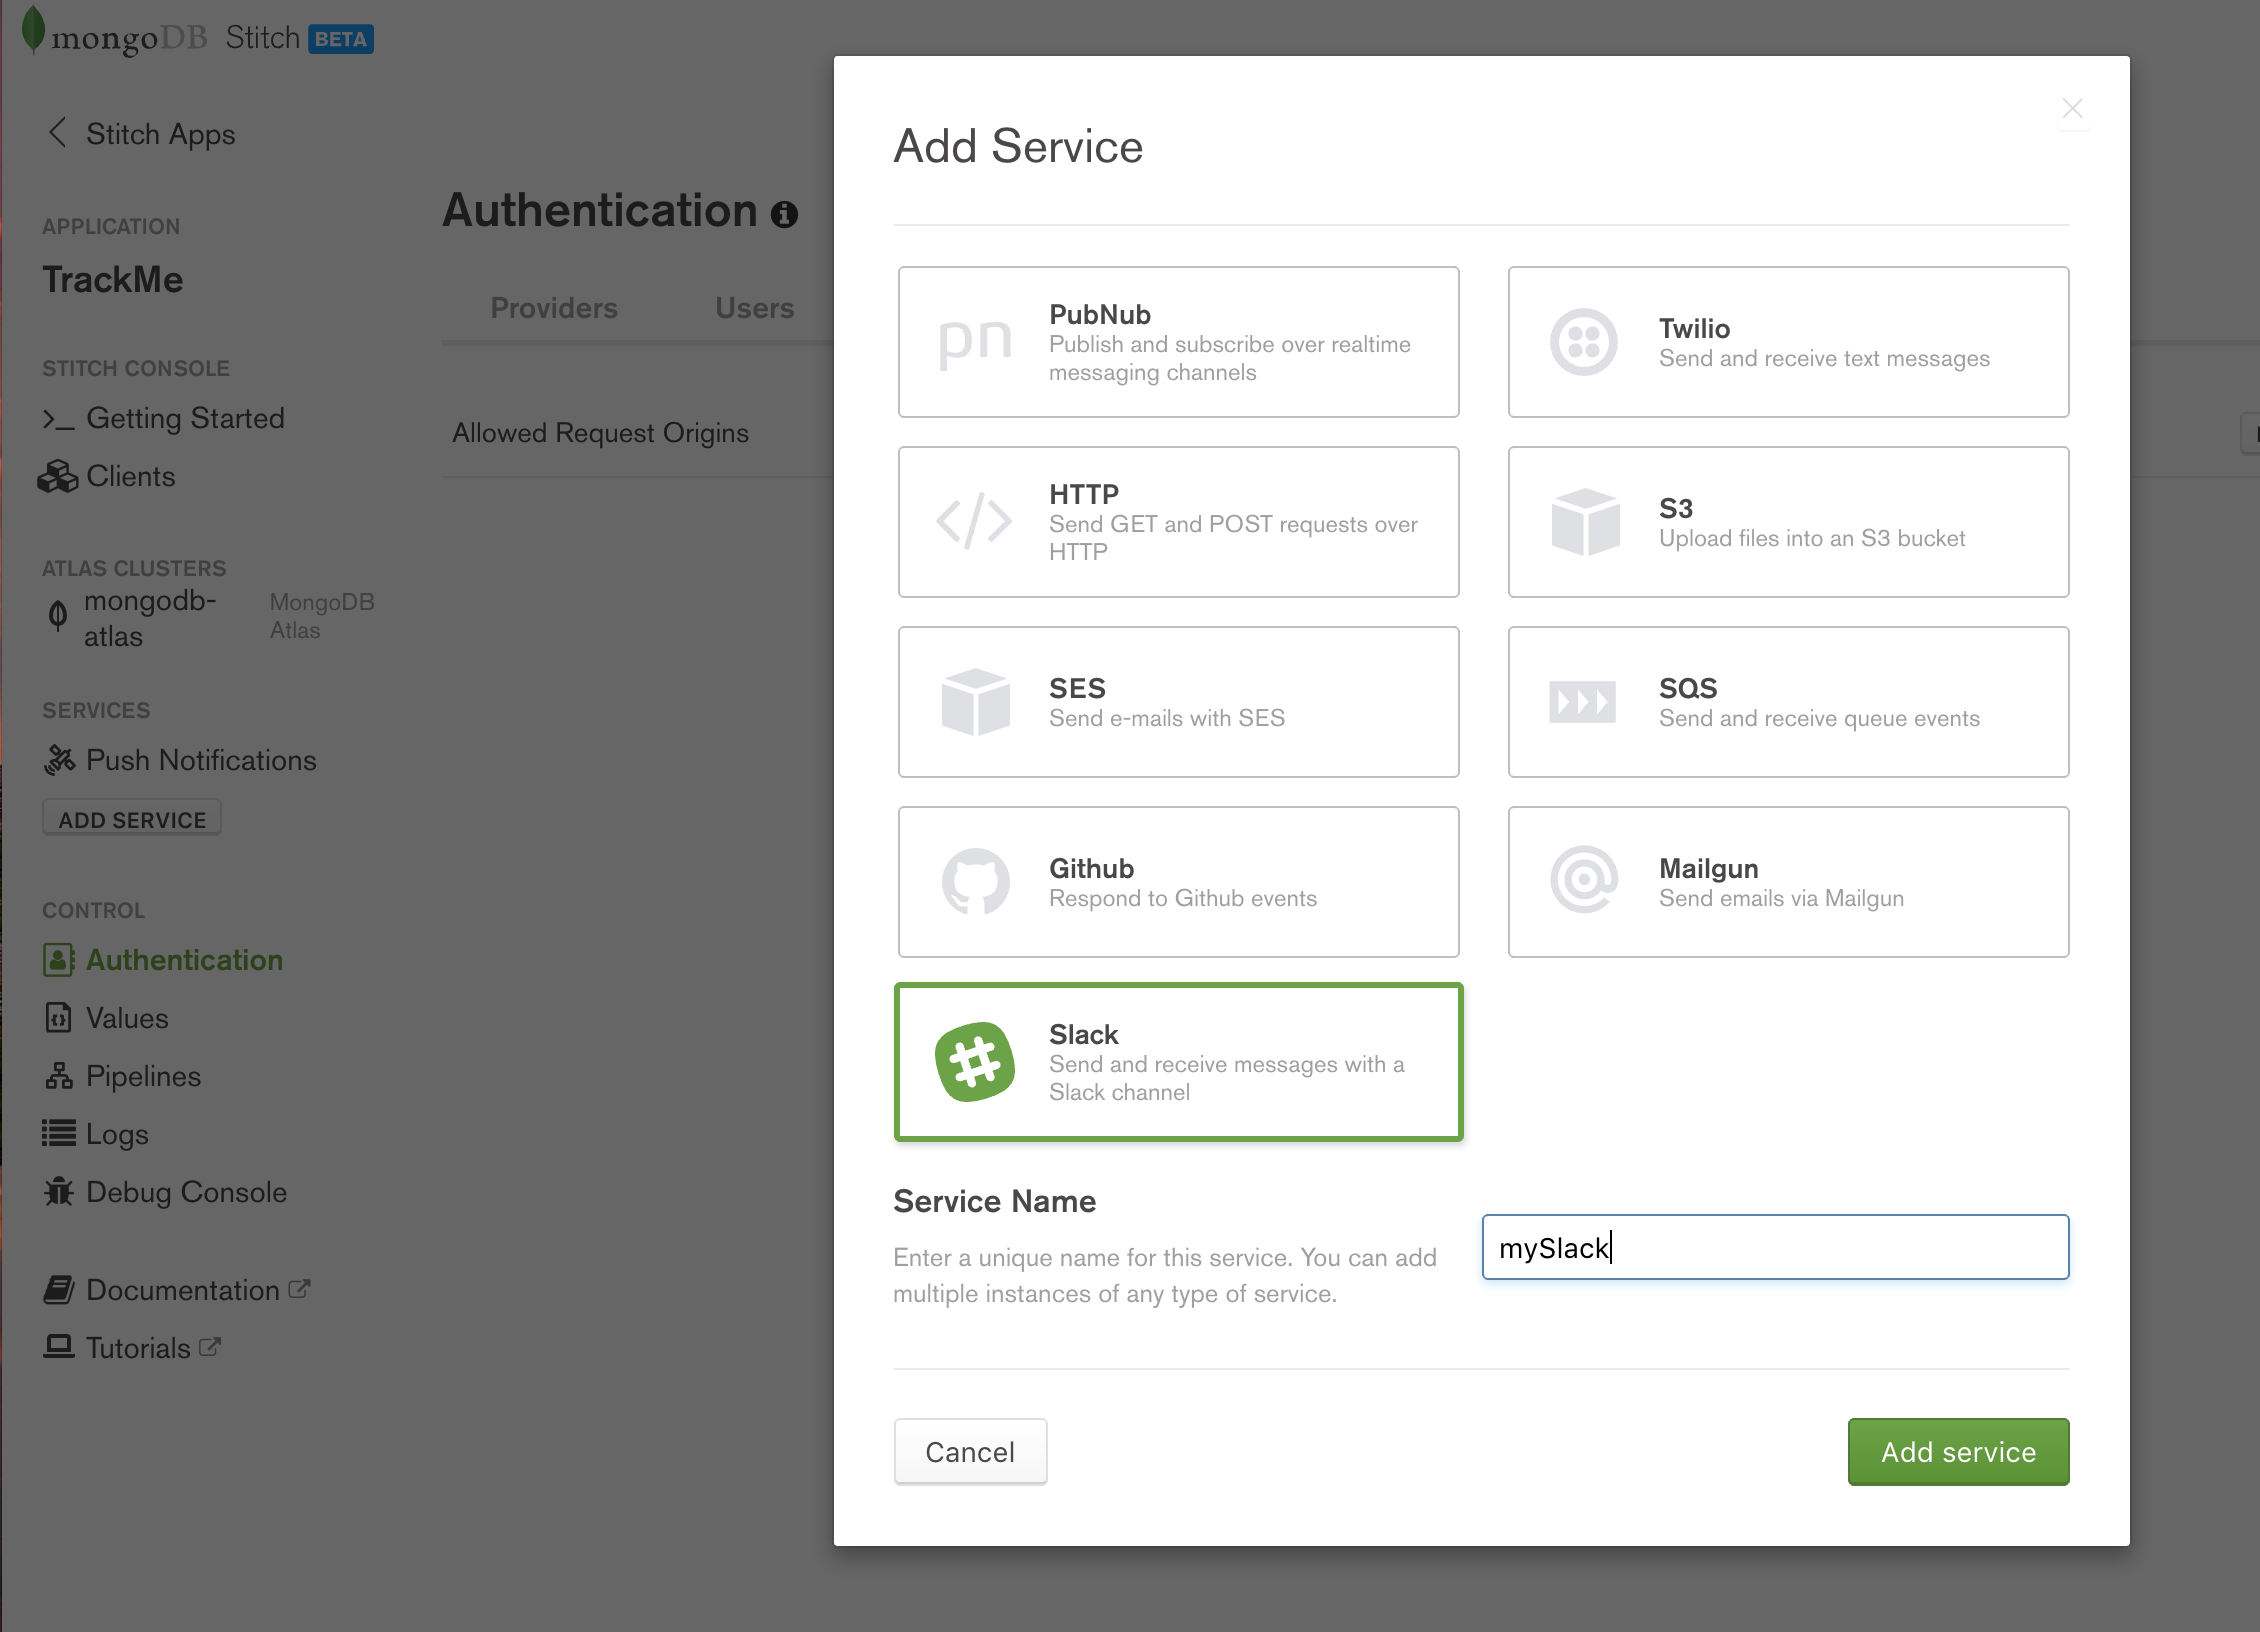 mongoDB Stitch BETA
Stitch Apps
APPLICATION
TrackMe
STITCH CONSOLE
Getting Started
Clients
ATLAS CLUSTERS
mongodb-
atlas
MongoDB
Atlas
SERVICES
Push Notifications
ADD SERVICE
CONTROL
Authentication
Values
Pipelines
Logs
Debug Console
Documentation
Tutorials
Authentication
Providers Users
Allowed Request Origins
Add Service
pn
PubNub
Publish and subscribe over realtime
messaging channels
Twilio
Send and receive text messages
HTTP
Send GET and POST requests over
HTTP
S3
Upload files into an S3 bucket
SES
Send e-mails with SES
SQS
Send and receive queue events
Github
Respond to Github events
Mailgun
Send emails via Mailgun
Slack
Send and receive messages with a
Slack channel
Service Name
Enter a unique name for this service. You can add
multiple instances of any type of service.
mySlack
Cancel
Add service